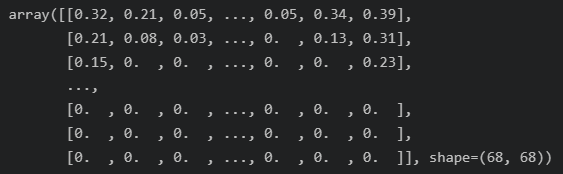 array([[0.32, 0.21, 0.05, ..., 0.05, 0.34, 0.39],
       [0.21, 0.08, 0.03, ..., 0.  , 0.13, 0.31],
       [0.15, 0.  , 0.  , ..., 0.  , 0.  , 0.23],
       ...,
       [0.  , 0.  , 0.  , ..., 0.  , 0.  , 0.  ],
       [0.  , 0.  , 0.  , ..., 0.  , 0.  , 0.  ],
       [0.  , 0.  , 0.  , ..., 0.  , 0.  , 0.  ]], shape=(68, 68))